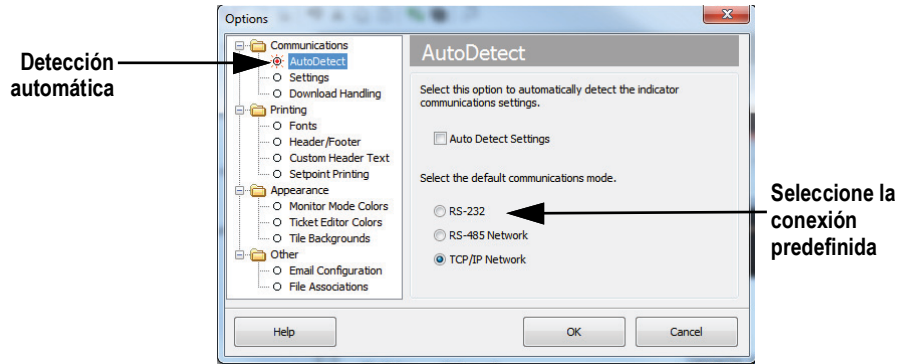 Options
Detección
automática
Communications
AutoDetect
Settings
Download Handling
Printing
Fonts
Header/Footer
Custom Header Text
Setpoint Printing
Appearance
Monitor Mode Colors
Ticket Editor Colors
Tile Backgrounds
Other
Email Configuration
File Associations
AutoDetect
Select this option to automatically detect the indicator
communications settings.
Auto Detect Settings
Select the default communications mode.
RS-232
RS-485 Network
TCP/IP Network
Seleccione la
conexión
predefinida
Help
OK
Cancel